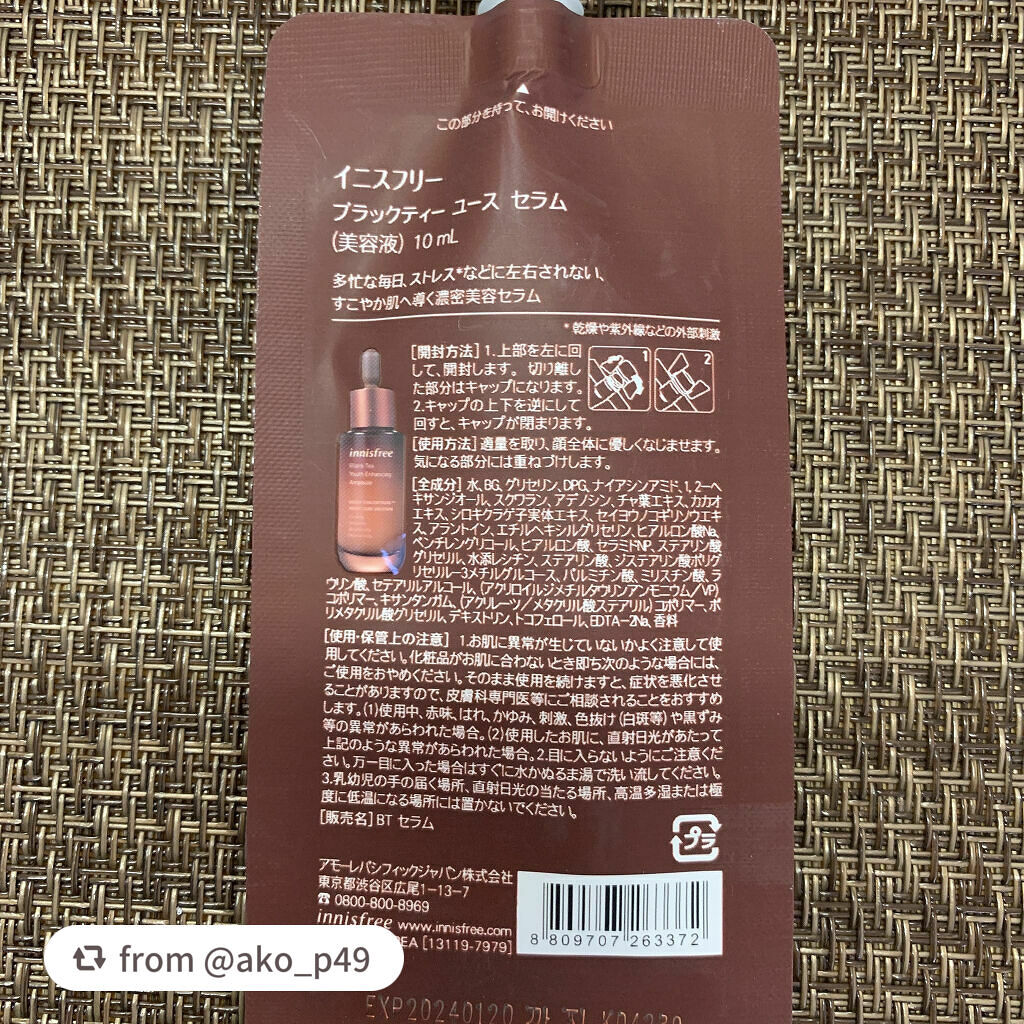 この部分を持って、お開けください
イニスフリー
ブラックティー ユース セラム
(美容液) 10 mL
多忙な毎日、ストレス*などに左右されない、
すこやか肌へ導く濃密美容セラム
*乾燥や紫外線などの外部刺激
[開封方法] 1.上部を左に回
して、開封します。切り離し
た部分はキャップになります。
2.キャップの上下を逆にして
回すと、キャップが閉まります。
1
2
[使用方法] 適量を取り、顔全体に優しくなじませます。
気になる部分には重ねづけします。
innisfree
Black Tea
Youth Enhancing
Ampoule
[全成分] 水、BG、グリセリン、DPG、ナイアシンアミド、1,2-ヘ
キサンジオール、スクワラン、アデノシン、チャ葉エキス、カカオ
エキス、シロキクラゲ子実体エキス、セイヨウノコギリソウエキ
ス、アラントイン、エチルヘキシルグリセリン、ヒアルロン酸Na、
ペンチレングリコール、ヒアルロン酸、セラミドNP、ステアリン酸
グリセリル、水添レシチン、ステアリン酸、ジステアリン酸ポリグ
リセリル-3メチルグルコース、パルミチン酸、ミリスチン酸、ラ
ウリン酸、セテアリルアルコール、(アクリロイルジメチルタウリンアンモニウム/VP)
コポリマー、キサンタンガム、(アクリレーツ/メタクリル酸ステアリル)コポリマー、ポ
リメタクリル酸グリセリル、デキストリン、トコフェロール、EDTA-2Na、香料
[使用・保管上の注意] 1.お肌に異常が生じていないかよく注意して使
用してください。化粧品がお肌に合わないとき即ち次のような場合には、
ご使用をおやめください。そのまま使用を続けますと、症状を悪化させ
ることがありますので、皮膚科専門医等にご相談されることをおすすめ
します。(1)使用中、赤味、はれ、かゆみ、刺激、色抜け(白斑等)や黒ずみ
等の異常があらわれた場合。(2)使用したお肌に、直射日光があたって
上記のような異常があらわれた場合。2.目に入らないようにご注意くだ
さい。万一目に入った場合はすぐに水かぬるま湯で洗い流してください。
3.乳幼児の手の届く場所、直射日光の当たる場所、高温多湿または極
度に低温になる場所には置かないでください。
[販売名] BT セラム
プラ
アモーレパシフィックジャパン株式会社
東京都渋谷区広尾1-13-7
☎ 0800-800-8969
innisfree www.innisfree.com
EA [13119-7979]
8 809707 263372
from @ako_p49
EXP20240120